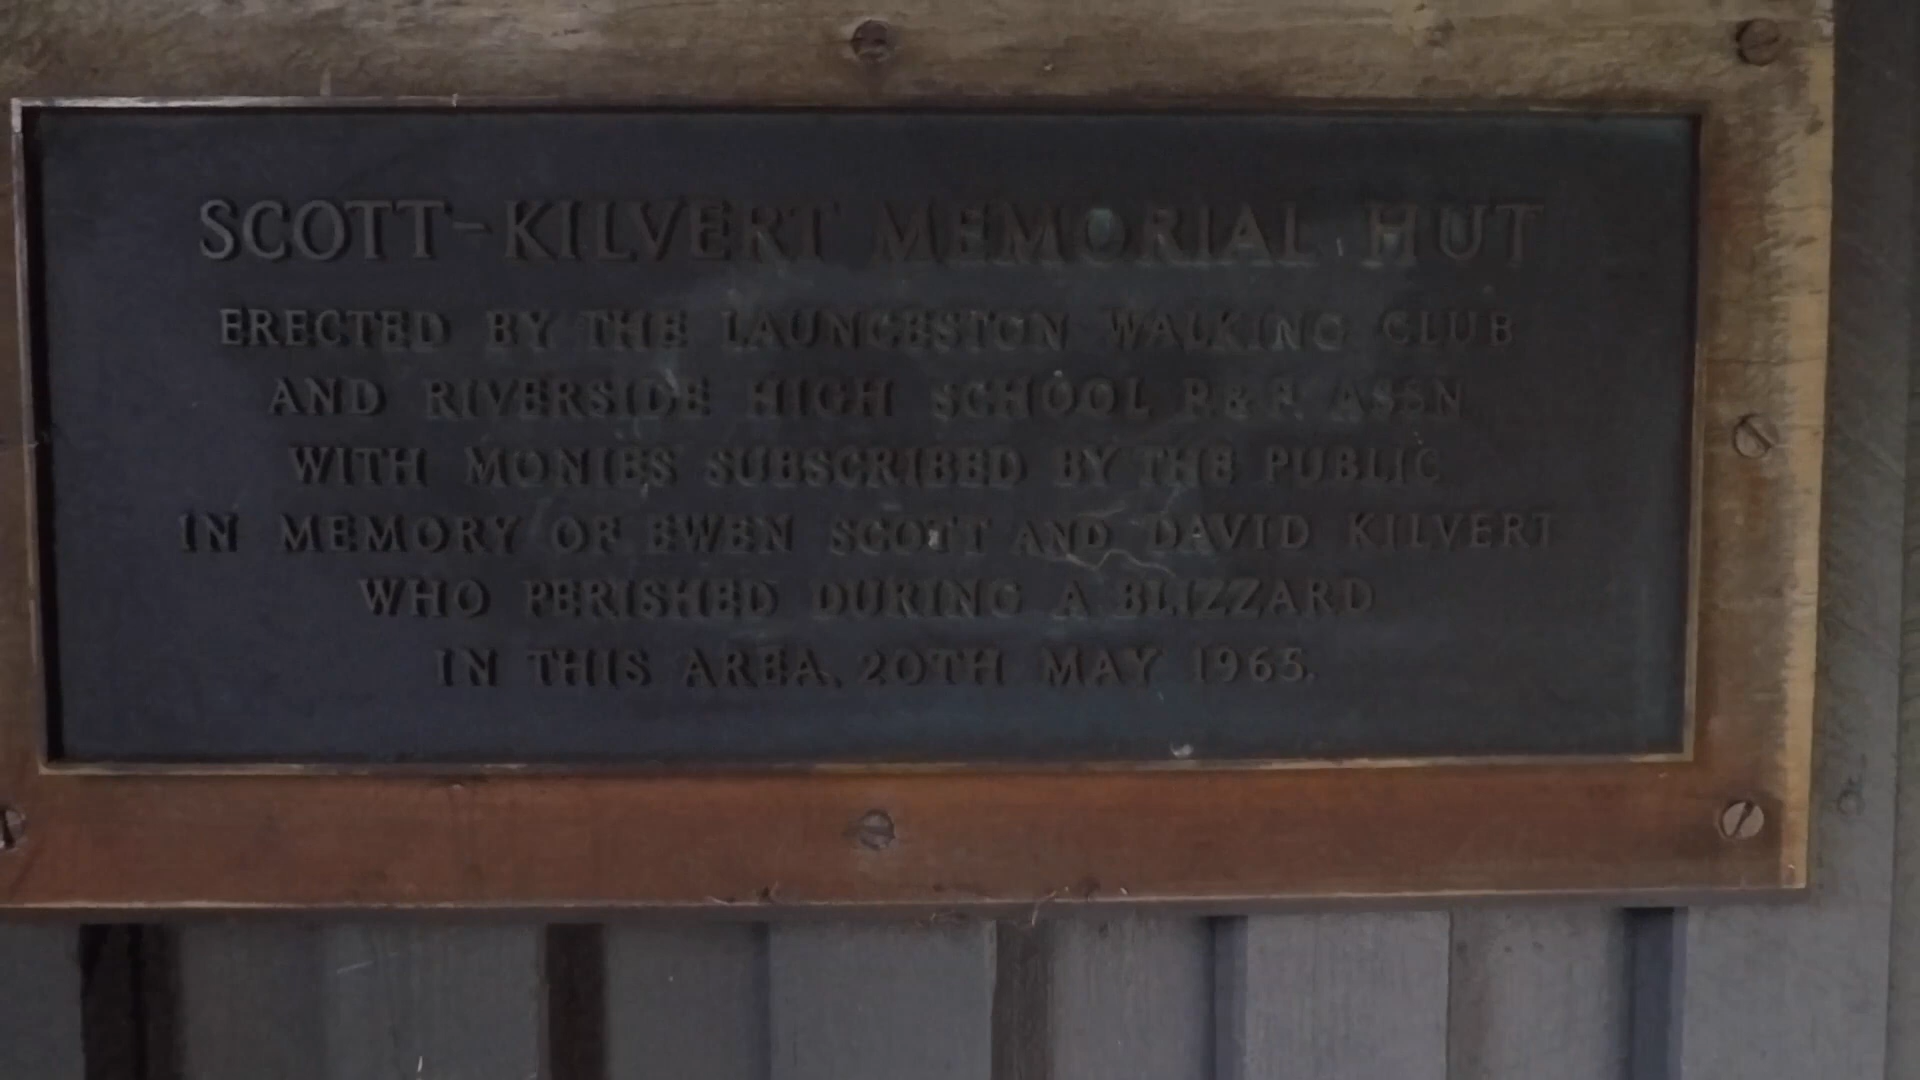 SCOTT-KILVERT MEMORIAL HUT
ERECTED BY THE LAUNCESTON WALKING CLUB
AND RIVERSIDE HIGH SCHOOL P. & F. ASSN
WITH MONIES SUBSCRIBED BY THE PUBLIC
IN MEMORY OF EWEN SCOTT AND DAVID KILVERT
WHO PERISHED DURING A BLIZZARD
IN THIS AREA, 20TH MAY 1965.